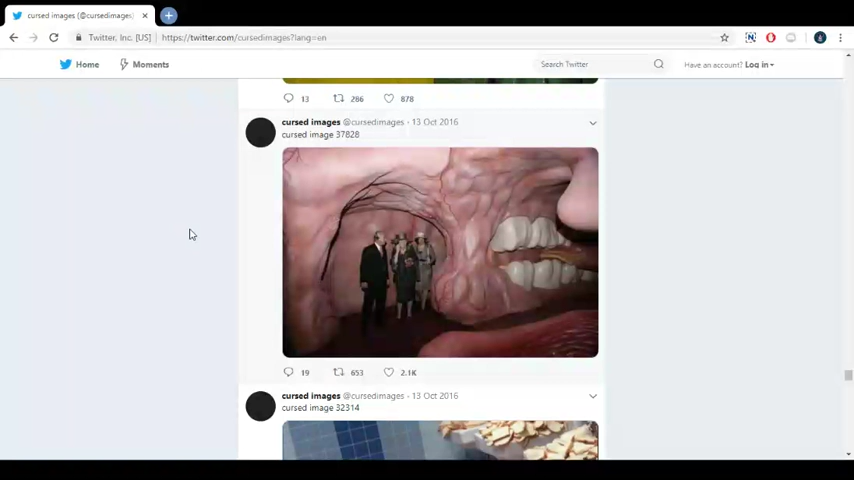 cursed images (@cursedimages)
Twitter, Inc. [US]
https://twitter.com/cursedimages?lang=en
Home
Moments
Search Twitter
Have an account? Log in
13
286
878
cursed images @cursedimages · 13 Oct 2016
cursed image 37828
19
653
2.1K
cursed images @cursedimages · 13 Oct 2016
cursed image 32314